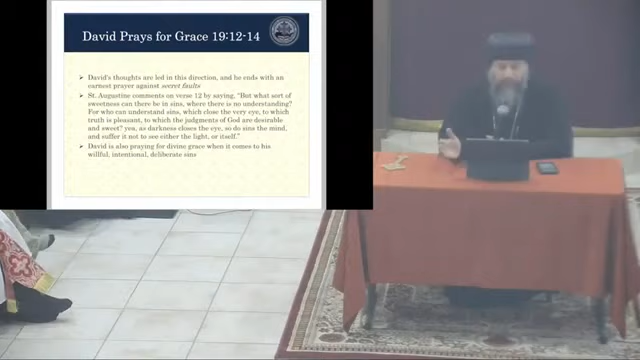 David Prays for Grace 19:12-14
David's thoughts are led in this direction, and he ends with an
earnest prayer against secret faults
St. Augustine comments on verse 12 by saying, "But what sort of
sweetness can there be in sins, where there is no understanding?
For who can understand sins, which close the very eye, to which
truth is pleasant, to which the judgments of God are desirable
and sweet? yea, as darkness closes the eye, so do sins the mind,
and suffer it not to see either the light, or itself."
David is also praying for divine grace when it comes to his
willful, intentional, deliberate sins